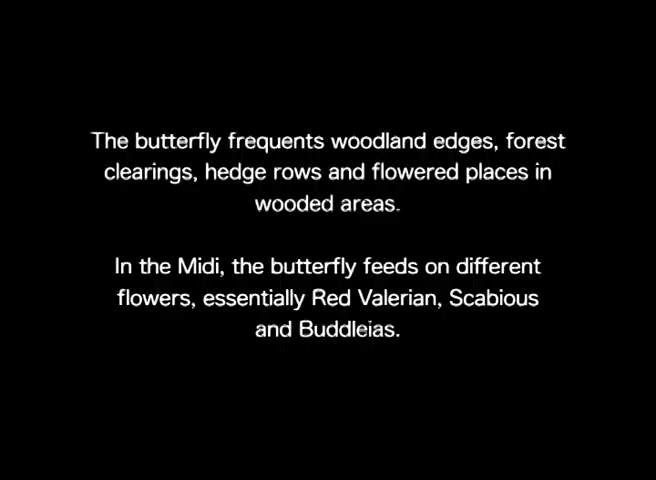 The butterfly frequents woodland edges, forest
clearings, hedge rows and flowered places in
wooded areas.
In the Midi, the butterfly feeds on different
flowers, essentially Red Valerian, Scabious
and Buddleias.